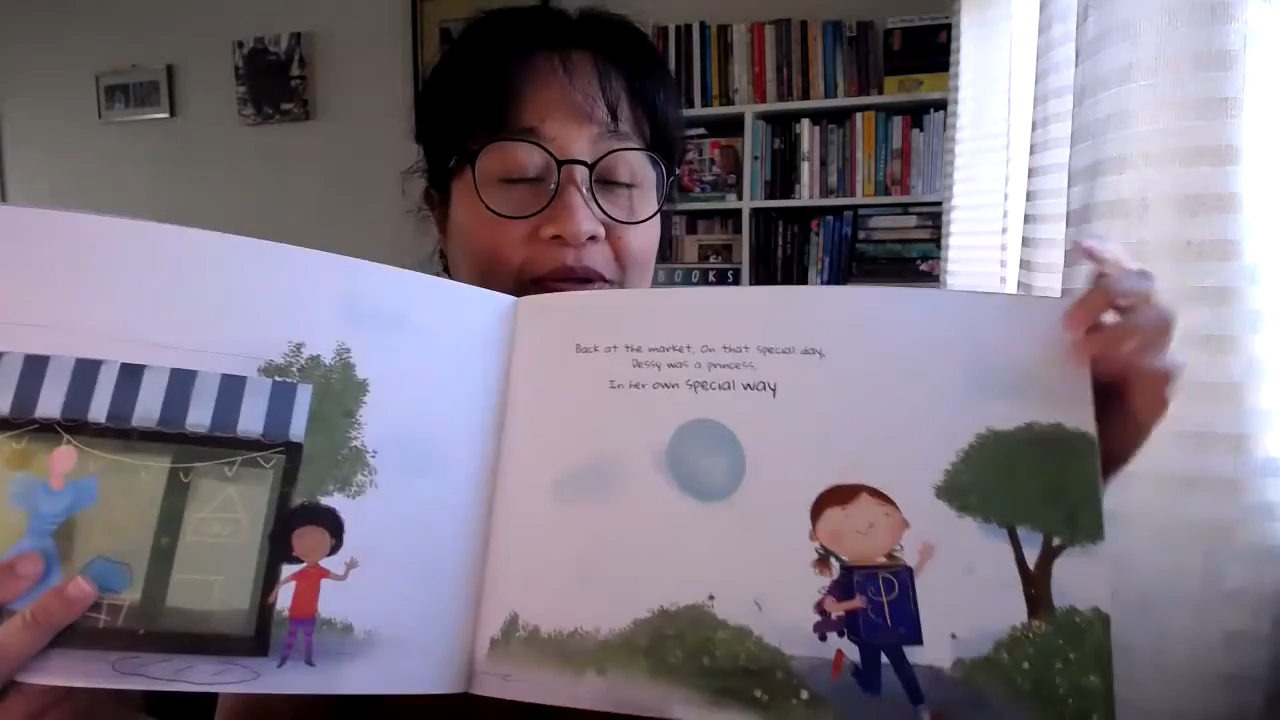 Back at the market, On that special day,
Dessy was a princess,
In her own special way
BOOKS
P